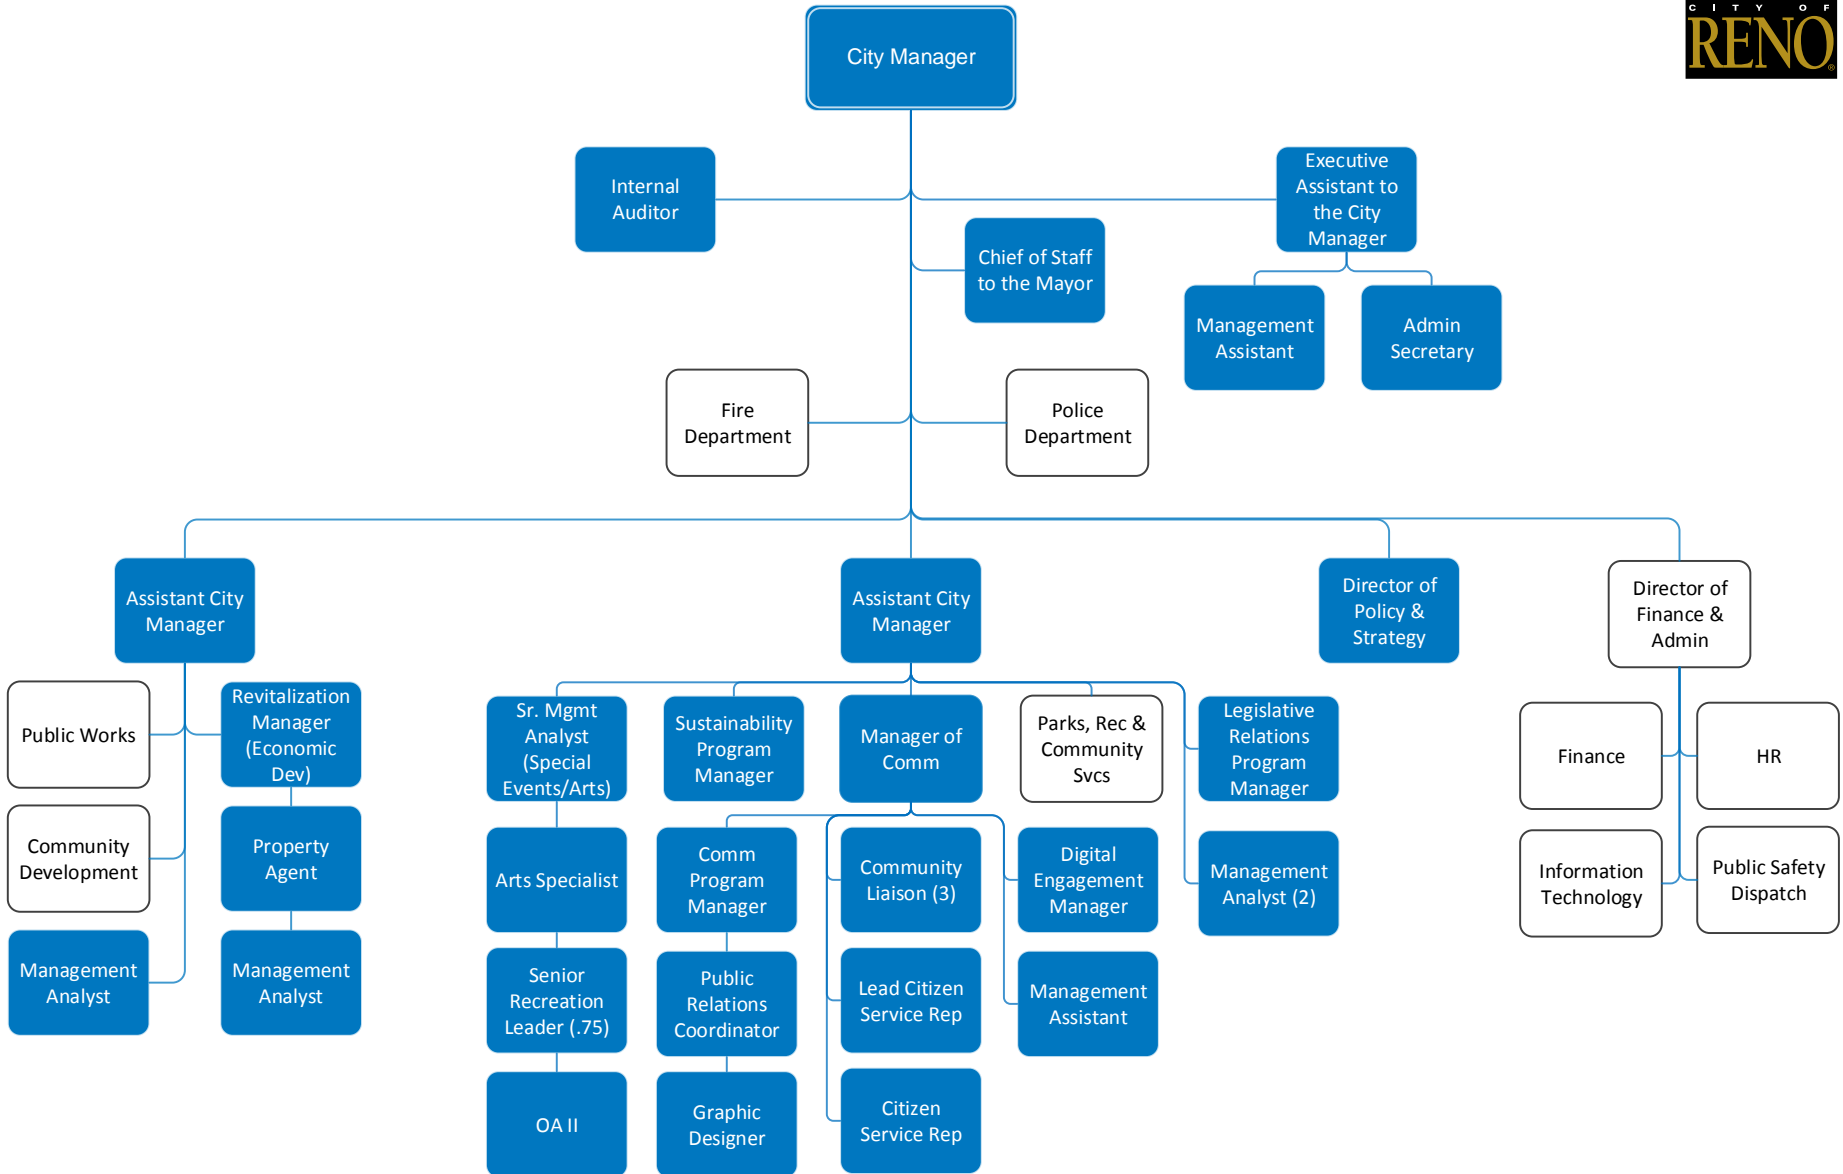 CITY OF
RENO®
City Manager
Internal
Auditor
Executive
Assistant to
the City
Manager
Chief of Staff
to the Mayor
Management
Assistant
Admin
Secretary
Fire
Department
Police
Department
Assistant City
Manager
Assistant City
Manager
Director of
Policy &
Strategy
Director of
Finance &
Admin
Public Works
Revitalization
Manager
(Economic
Dev)
Community
Development
Property
Agent
Management
Analyst
Management
Analyst
Sr. Mgmt
Analyst
(Special
Events/Arts)
Sustainability
Program
Manager
Manager of
Comm
Parks, Rec &
Community
Svcs
Legislative
Relations
Program
Manager
Arts Specialist
Comm
Program
Manager
Community
Liaison (3)
Digital
Engagement
Manager
Management
Analyst (2)
Senior
Recreation
Leader (.75)
Public
Relations
Coordinator
Lead Citizen
Service Rep
Management
Assistant
OA II
Graphic
Designer
Citizen
Service Rep
Finance
HR
Information
Technology
Public Safety
Dispatch